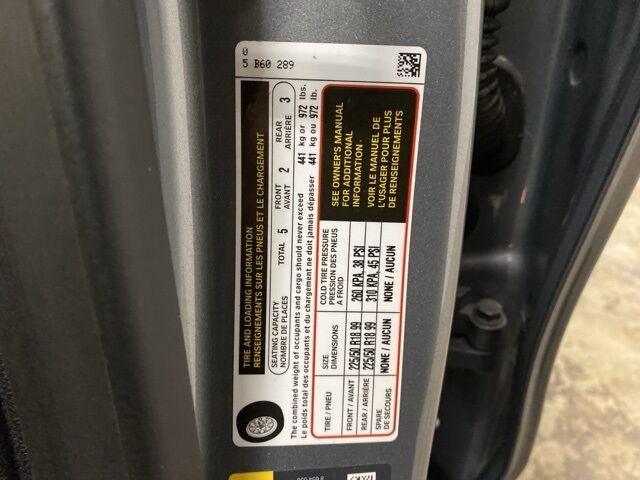 0
5 B60 289
TIRE AND LOADING INFORMATION
RENSEIGNEMENTS SUR LES PNEUS ET LE CHARGEMENT
SEATING CAPACITY
NOMBRE DE PLACES
TOTAL 5
FRONT
AVANT 2
REAR
ARRIÈRE 3
The combined weight of occupants and cargo should never exceed 441 kg or 972 lbs.
Le poids total des occupants et du chargement ne doit jamais dépasser 441 kg ou 972 lb.
TIRE / PNEU
SIZE
DIMENSIONS
COLD TIRE PRESSURE
PRESSION DES PNEUS
A FROID
FRONT / AVANT 225/50 R18 99 260 KPA, 38 PSI
REAR / ARRIÈRE 225/50 R18 99 310 KPA, 45 PSI
SPARE
DE SECOURS
NONE / AUCUN NONE / AUCUN
SEE OWNER'S MANUAL
FOR ADDITIONAL
INFORMATION.
VOIR LE MANUEL DE
L'USAGER POUR PLUS
DE RENSEIGNEMENTS